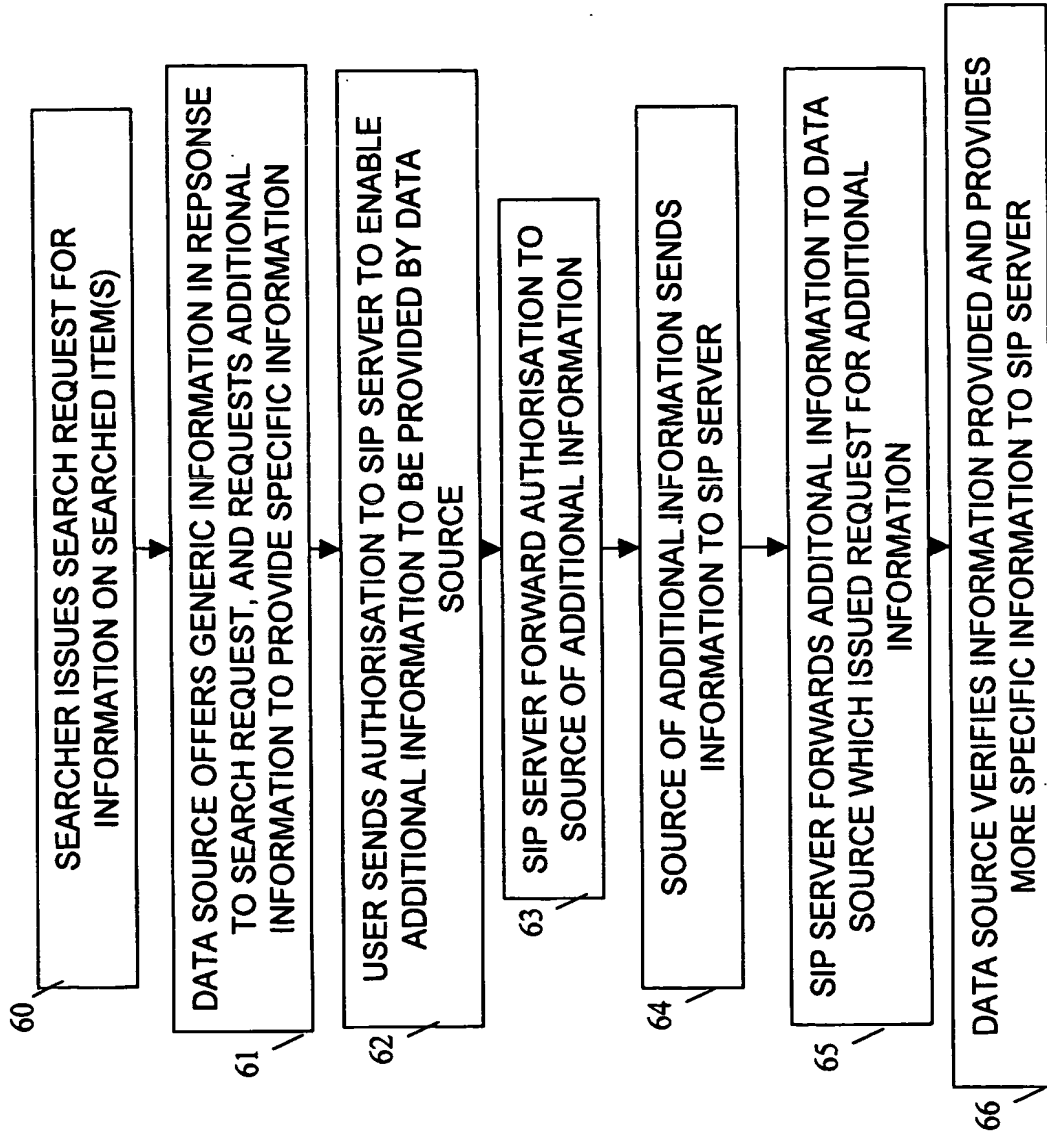 60
SEARCHER ISSUES SEARCH REQUEST FOR
INFORMATION ON SEARCHED ITEM(S)
61
DATA SOURCE OFFERS GENERIC INFORMATION IN REPSONSE
TO SEARCH REQUEST, AND REQUESTS ADDITIONAL
INFORMATION TO PROVIDE SPECIFIC INFORMATION
62
USER SENDS AUTHORISATION TO SIP SERVER TO ENABLE
ADDITIONAL INFORMATION TO BE PROVIDED BY DATA
SOURCE
63
SIP SERVER FORWARD AUTHORISATION TO
SOURCE OF ADDITIONAL INFORMATION
64
SOURCE OF ADDITIONAL INFORMATION SENDS
INFORMATION TO SIP SERVER
65
SIP SERVER FORWARDS ADDITONAL INFORMATION TO DATA
SOURCE WHICH ISSUED REQUEST FOR ADDITIONAL
INFORMATION
66
DATA SOURCE VERIFIES INFORMATION PROVIDED AND PROVIDES
MORE SPECIFIC INFORMATION TO SIP SERVER